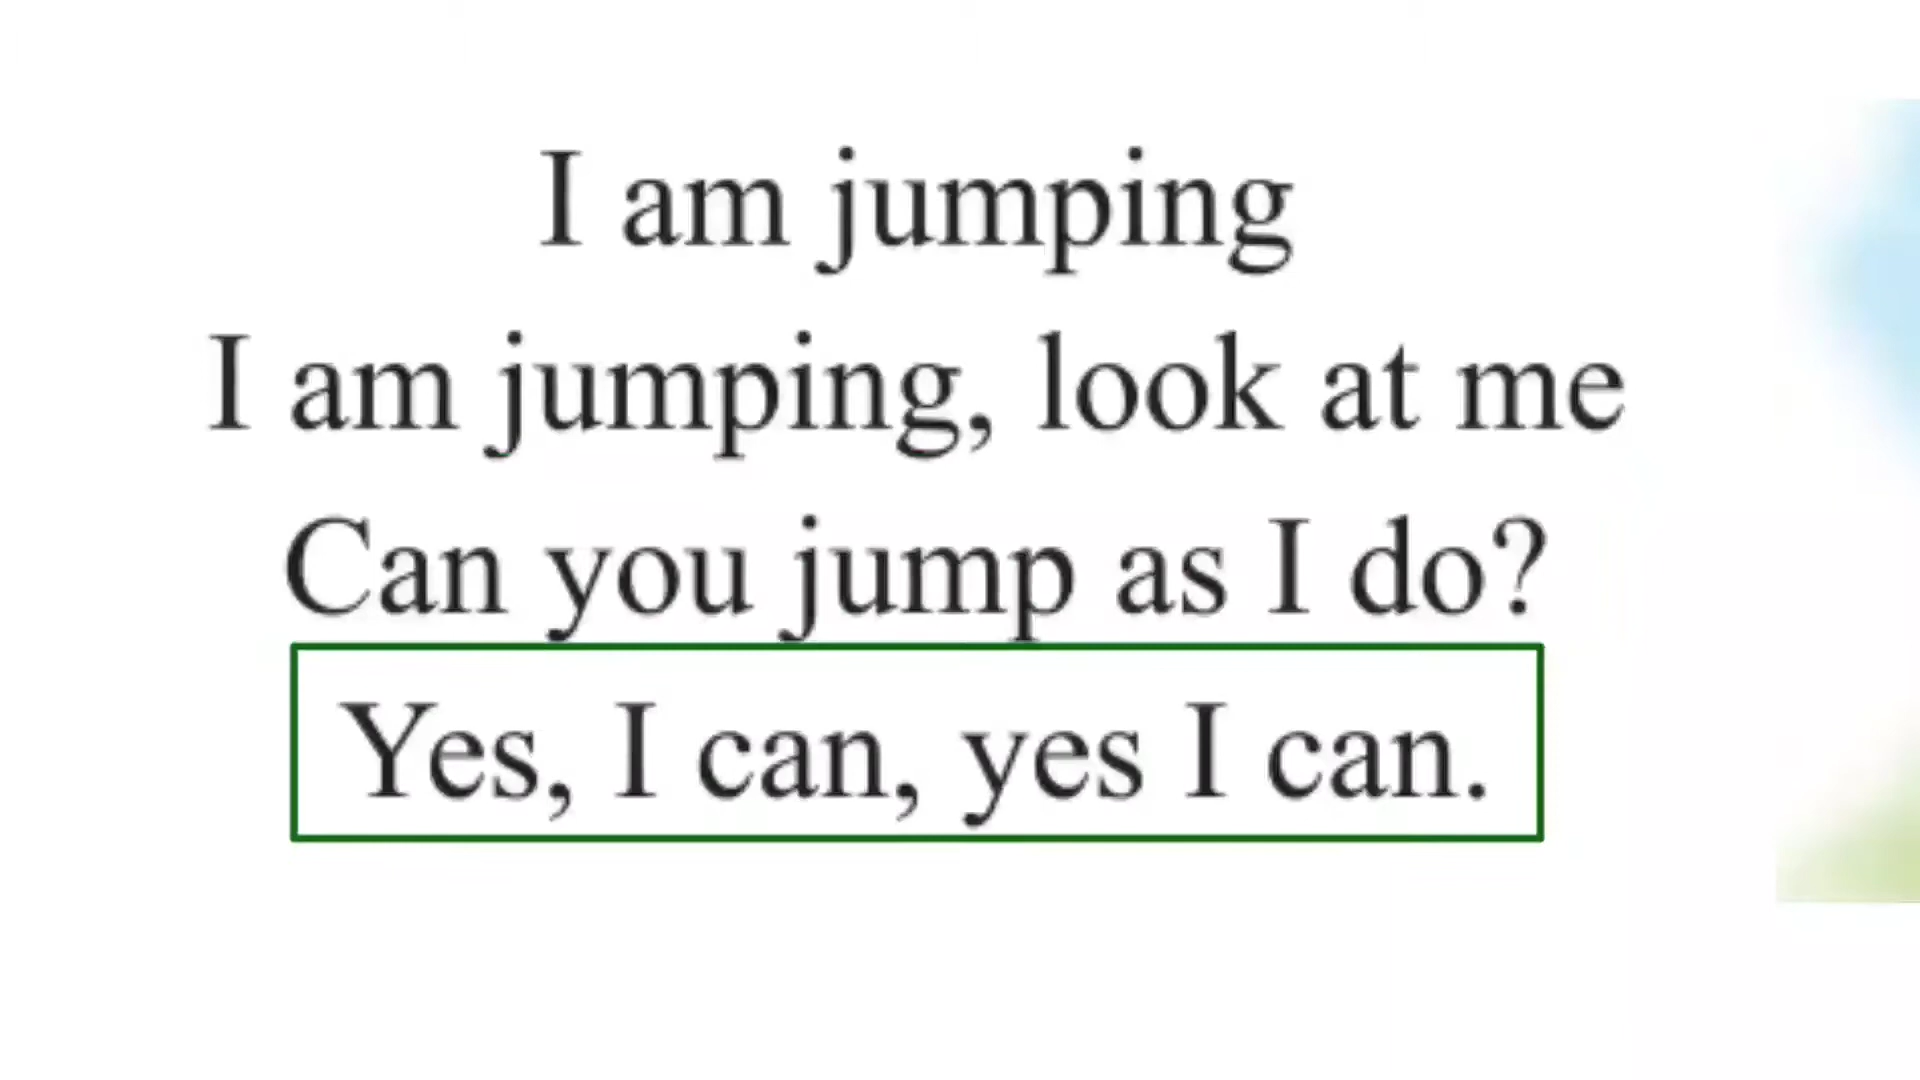 I am jumping
I am jumping, look at me
Can you jump as I do?
Yes, I can, yes I can.